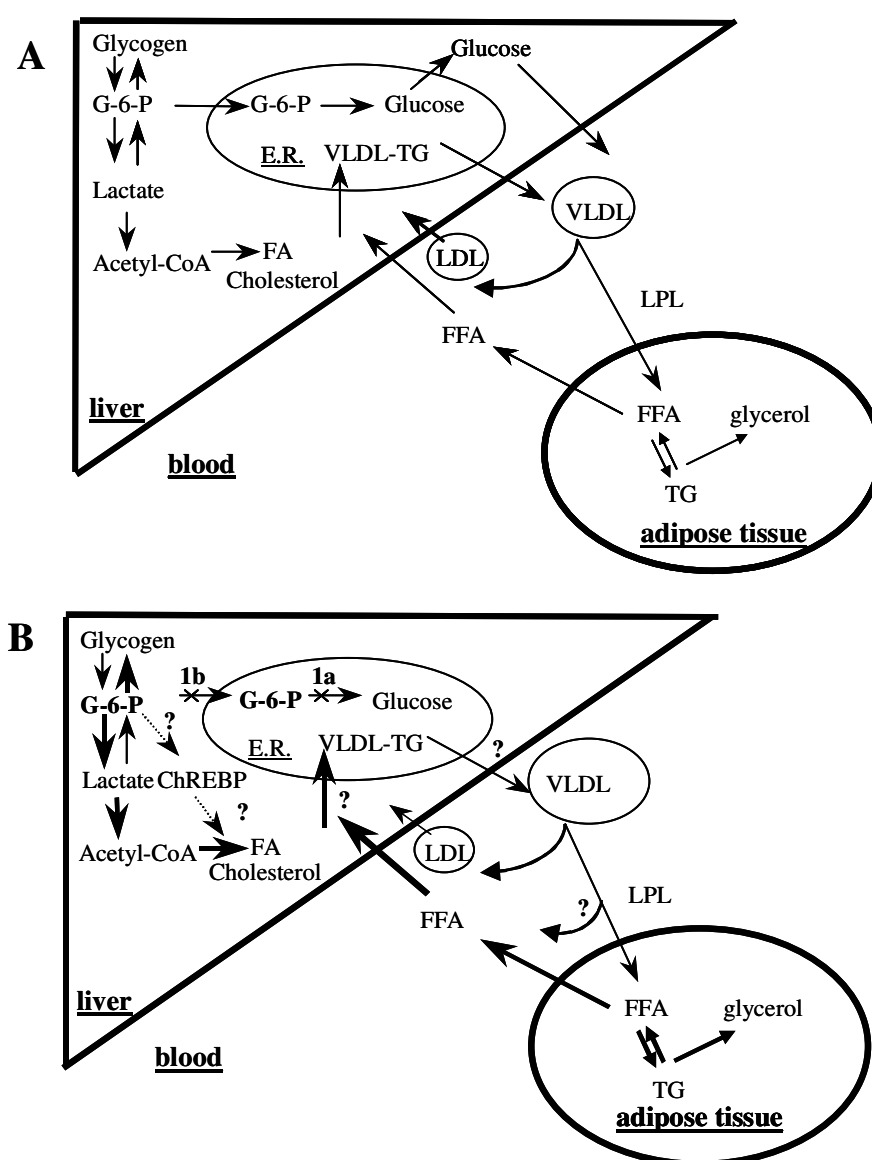 A
Glycogen
Glucose
G-6-P
G-6-P
Glucose
E.R.
VLDL-TG
Lactate
VLDL
Acetyl-CoA
FA
LDL
Cholesterol
LPL
FFA
liver
FFA
glycerol
blood
TG
adipose tissue
B
Glycogen
1b
1a
G-6-P
G-6-P
Glucose
?
E.R.
VLDL-TG
?
Lactate
ChREBP
VLDL
?
?
Acetyl-CoA
FA
LDL
Cholesterol
LPL
?
FFA
liver
FFA
glycerol
blood
TG
adipose tissue